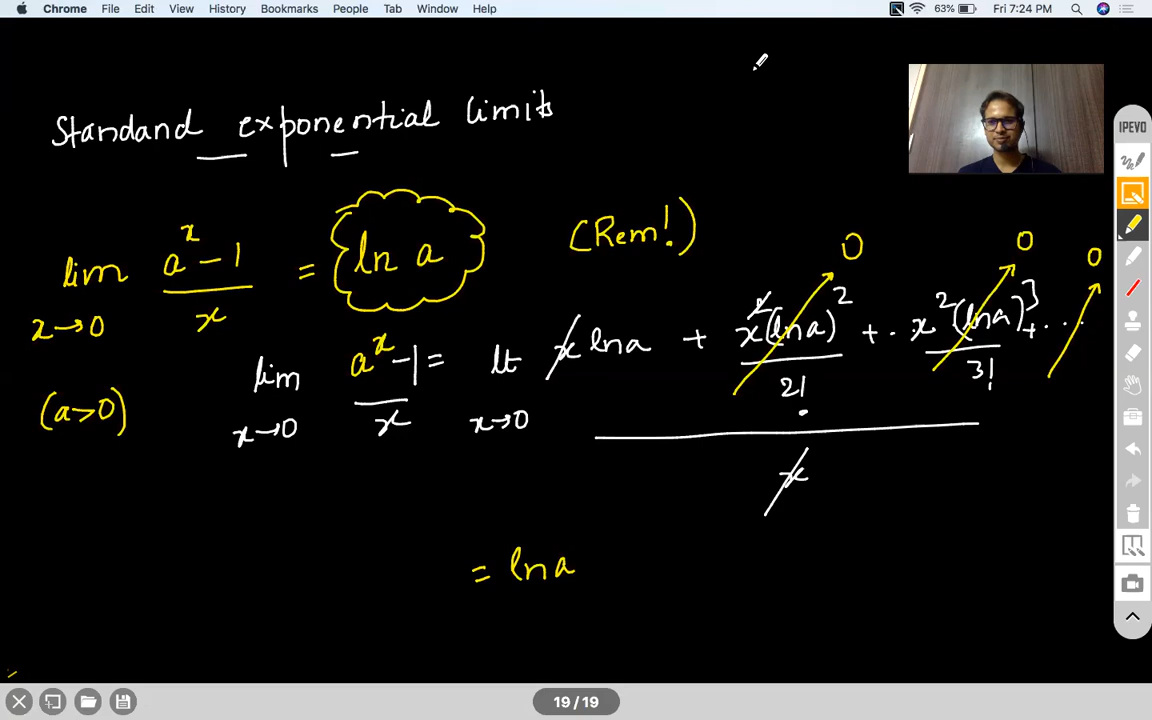 Chrome File Edit View History Bookmarks People Tab Window Help 63% Fri 7:24 PM
Standard exponential limits
IPEVO
lim x→0 (a^x - 1)/x = ln a (Rem!)
(a>0)
lim x→0 (a^x - 1)/x = lt x→0 (x ln a + x^2(ln a)^2/2! + . x^2(ln a)^3/3! + ...)/x
0 0 0
= ln a
19/19